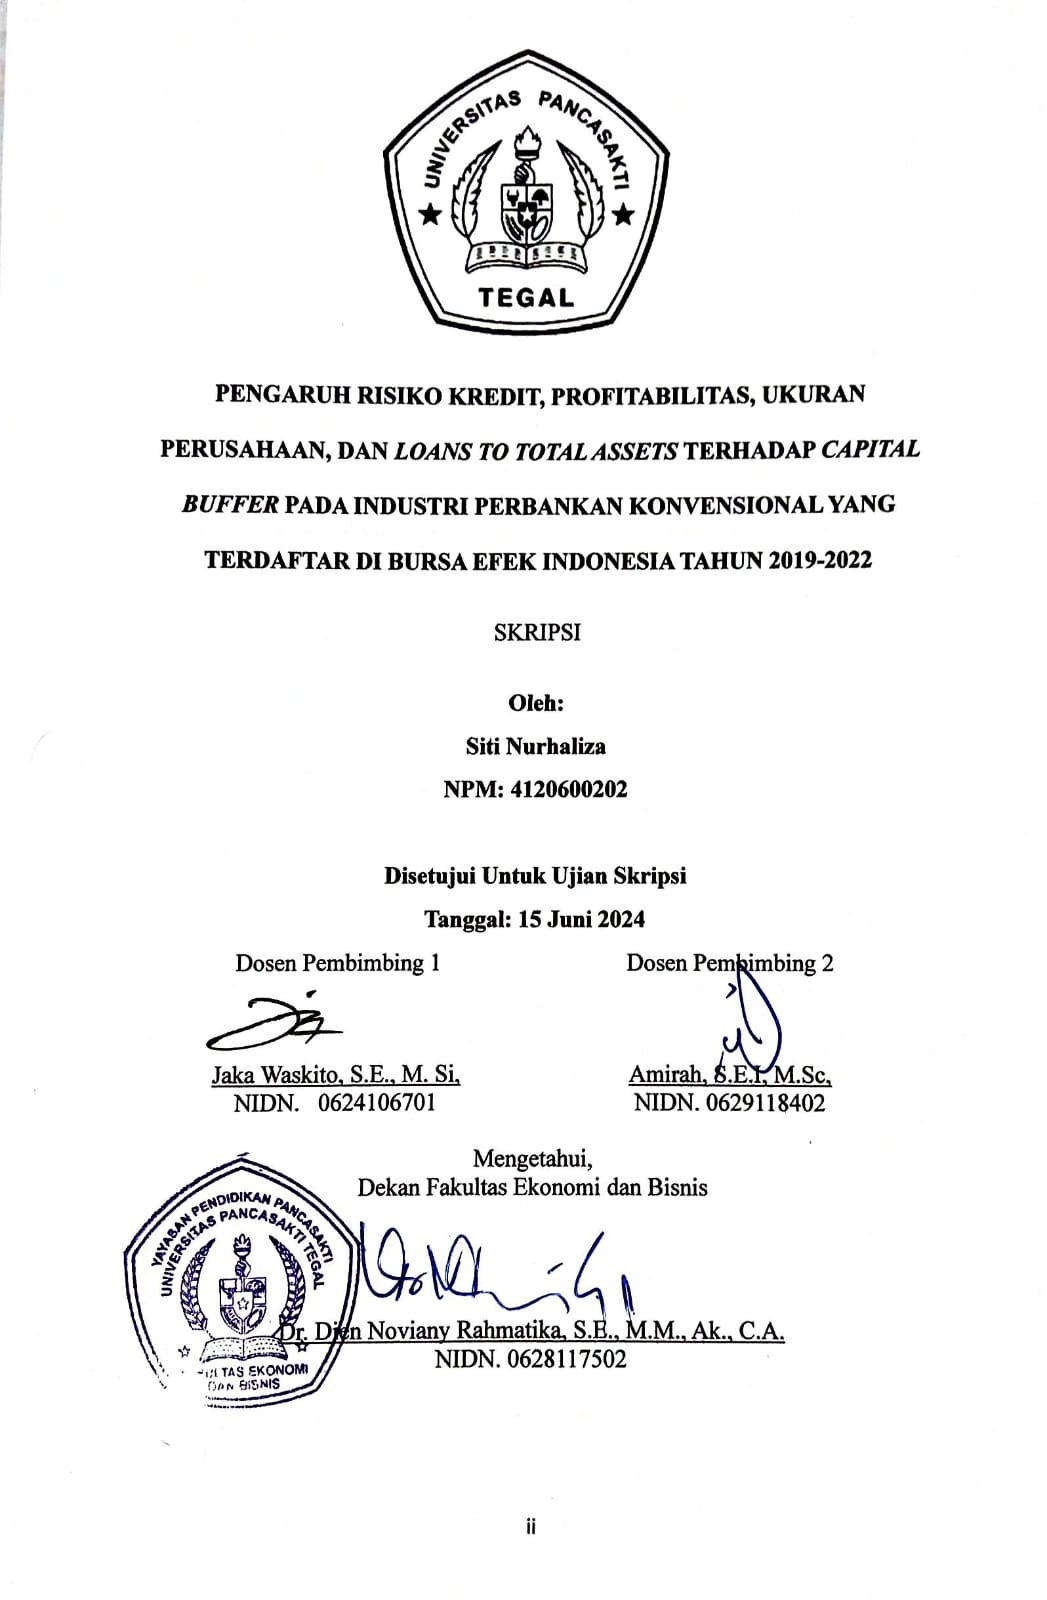 UNIVERSITAS PANCASAKTI
TEGAL
PENGARUH RISIKO KREDIT, PROFITABILITAS, UKURAN
PERUSAHAAN, DAN LOANS TO TOTAL ASSETS TERHADAP CAPITAL
BUFFER PADA INDUSTRI PERBANKAN KONVENSIONAL YANG
TERDAFTAR DI BURSA EFEK INDONESIA TAHUN 2019-2022
SKRIPSI
Oleh:
Siti Nurhaliza
NPM: 4120600202
Disetujui Untuk Ujian Skripsi
Tanggal: 15 Juni 2024
Dosen Pembimbing 1
Dosen Pembimbing 2
Jaka Waskito, S.E., M. Si,
Amirah, S.E.I, M.Sc,
NIDN. 0624106701
NIDN. 0629118402
Mengetahui,
Dekan Fakultas Ekonomi dan Bisnis
YAYASAN PENDIDIKAN PANCASAKTI
UNIVERSITAS PANCASAKTI TEGAL
Dr. Dien Noviany Rahmatika, S.E., M.M., Ak., C.A.
NIDN. 0628117502
EKONOMI
DAN BISNIS
ii